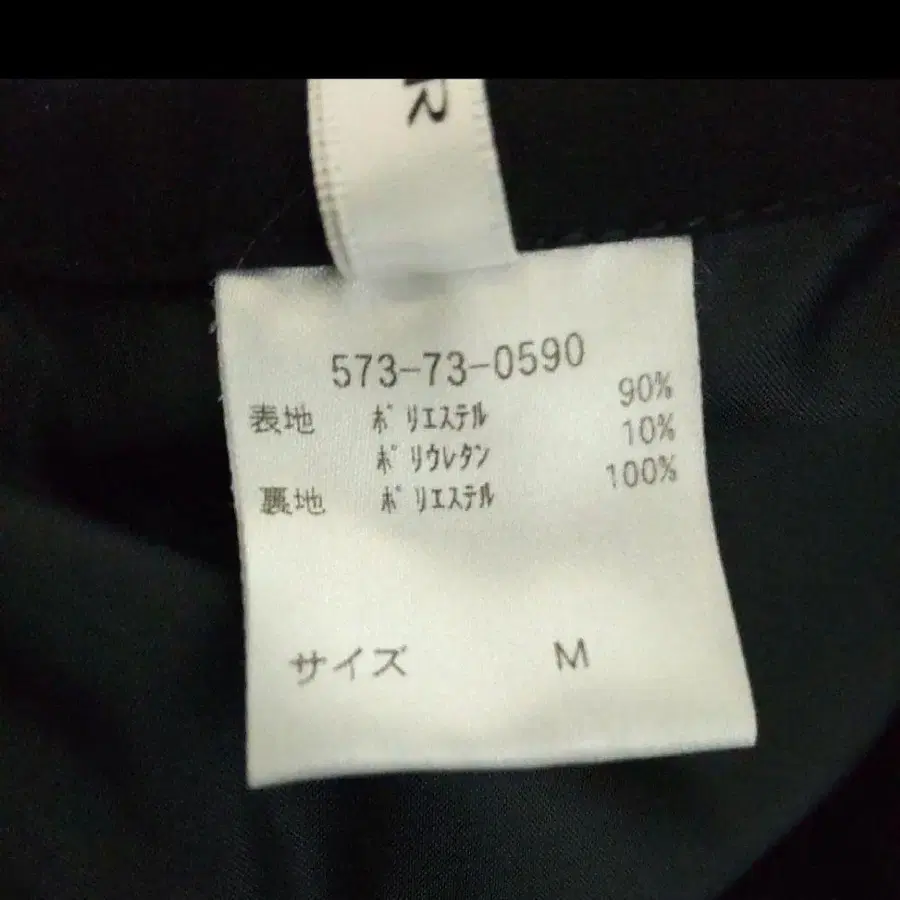 R
573-73-0590
表地 ポリエステル 90%
ポリウレタン 10%
裏地 ポリエステル 100%
サイズ M